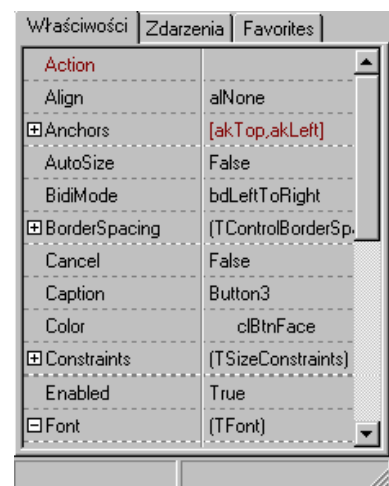 Właściwości Zdarzenia Favorites
Action
Align alNone
Anchors [akTop,akLeft]
AutoSize False
BidiMode bdLeftToRight
BorderSpacing (TControlBorderSp
Cancel False
Caption Button3
Color clBtnFace
Constraints (TSizeConstraints)
Enabled True
Font (TFont)